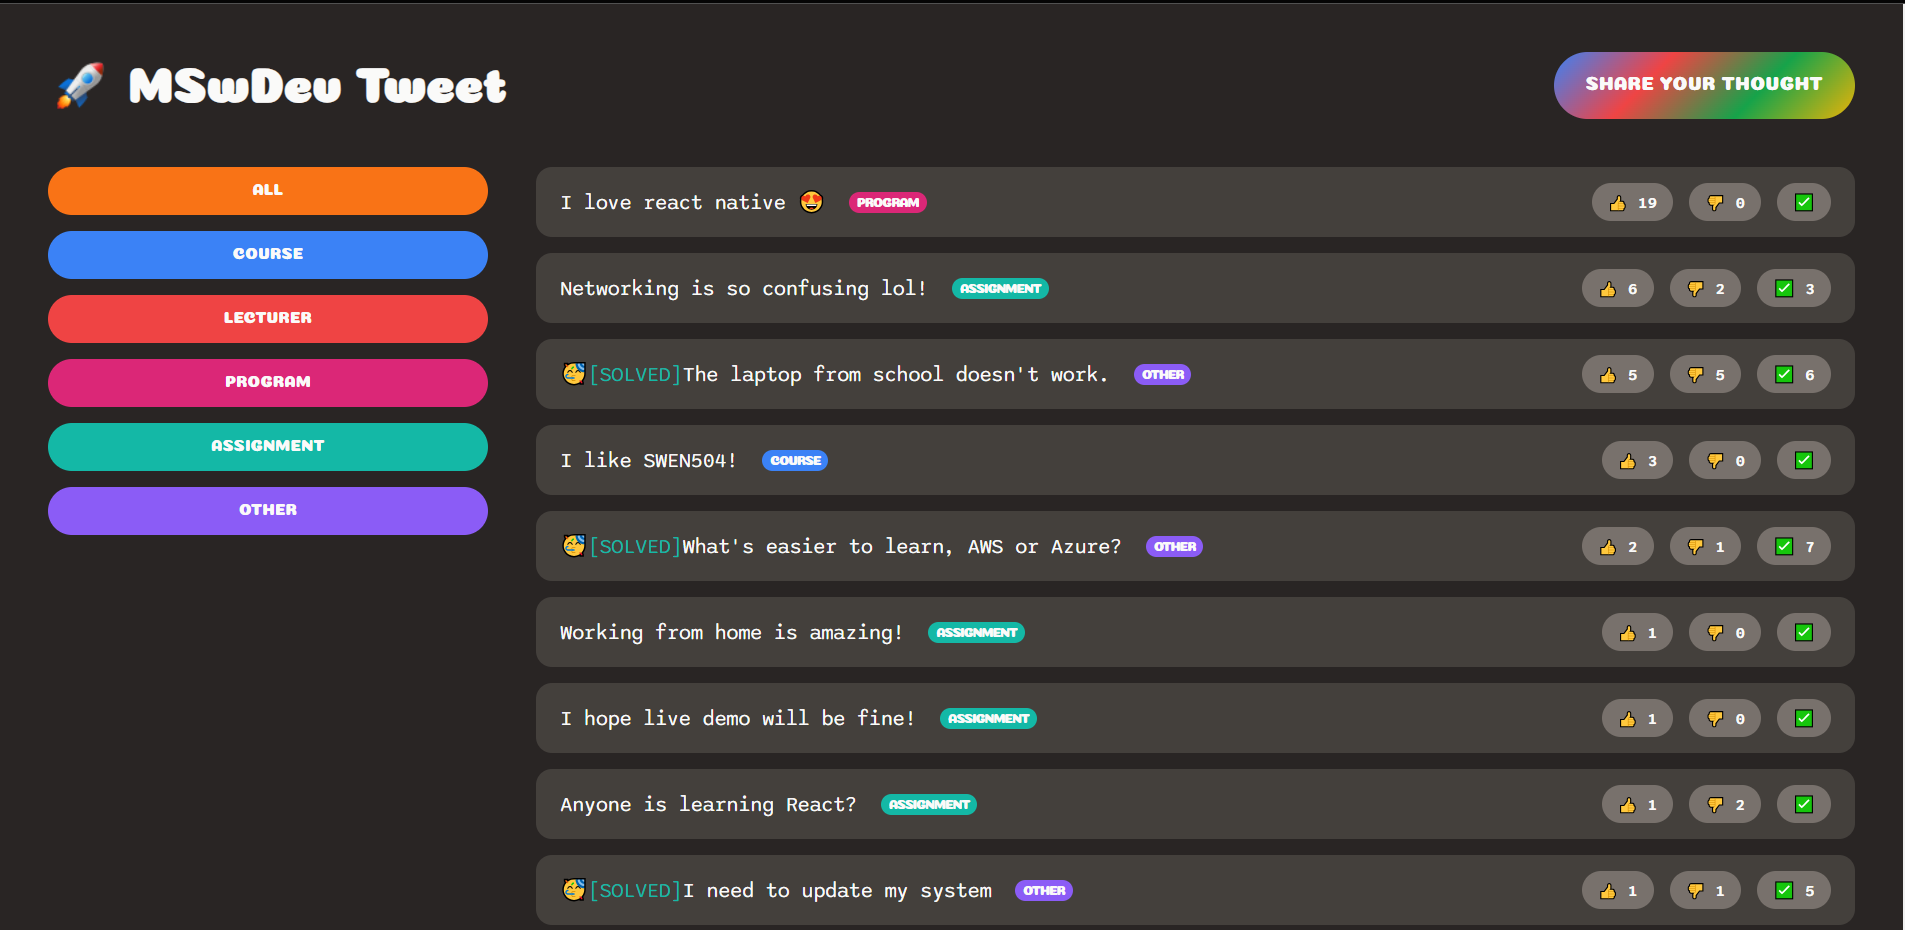 🚀 MSwDev Tweet
SHARE YOUR THOUGHT
ALL
COURSE
LECTURER
PROGRAM
ASSIGNMENT
OTHER
I love react native 😍 PROGRAM 👍 19 👎 0 ✅
Networking is so confusing lol! ASSIGNMENT 👍 6 👎 2 ✅ 3
🥳[SOLVED]The laptop from school doesn't work. OTHER 👍 5 👎 5 ✅ 6
I like SWEN504! COURSE 👍 3 👎 0 ✅
🥳[SOLVED]What's easier to learn, AWS or Azure? OTHER 👍 2 👎 1 ✅ 7
Working from home is amazing! ASSIGNMENT 👍 1 👎 0 ✅
I hope live demo will be fine! ASSIGNMENT 👍 1 👎 0 ✅
Anyone is learning React? ASSIGNMENT 👍 1 👎 2 ✅
🥳[SOLVED]I need to update my system OTHER 👍 1 👎 1 ✅ 5